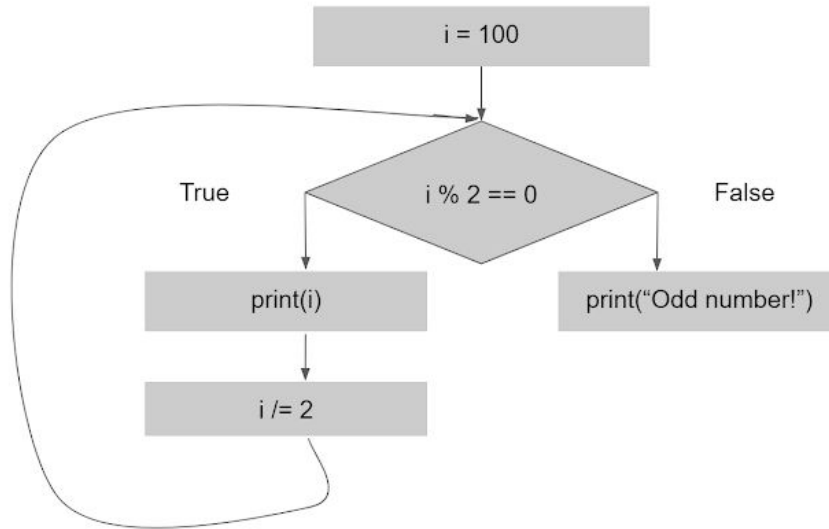 i = 100
i % 2 == 0
True
False
print(i)
print(“Odd number!”)
i /= 2